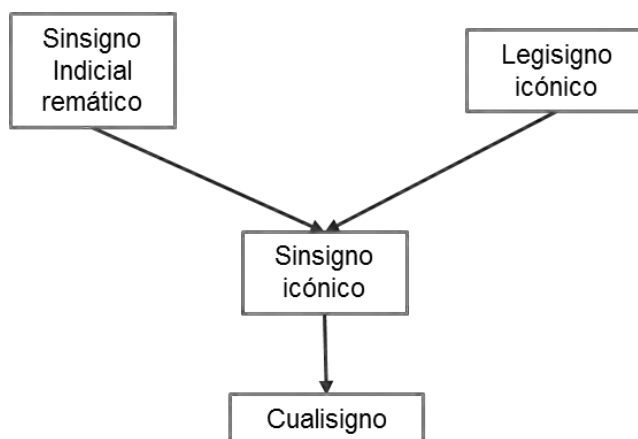 Sinsigno
Indicial
remático
Legisigno
icónico
Sinsigno
icónico
Cualisigno